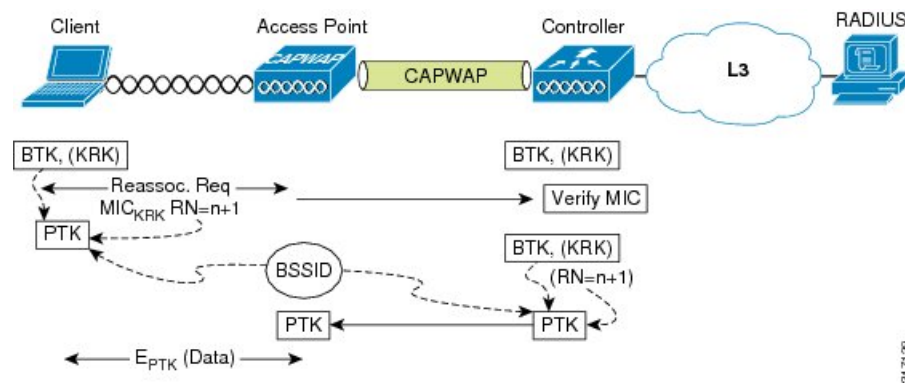 Client
Access Point
Controller
RADIUS
CAPWAP
CAPWAP
L3
BTK, (KRK)
BTK, (KRK)
Reassoc. Req
MICKRK RN=n+1
Verify MIC
PTK
BTK, (KRK)
BSSID
(RN=n+1)
PTK
PTK
EPTK (Data)